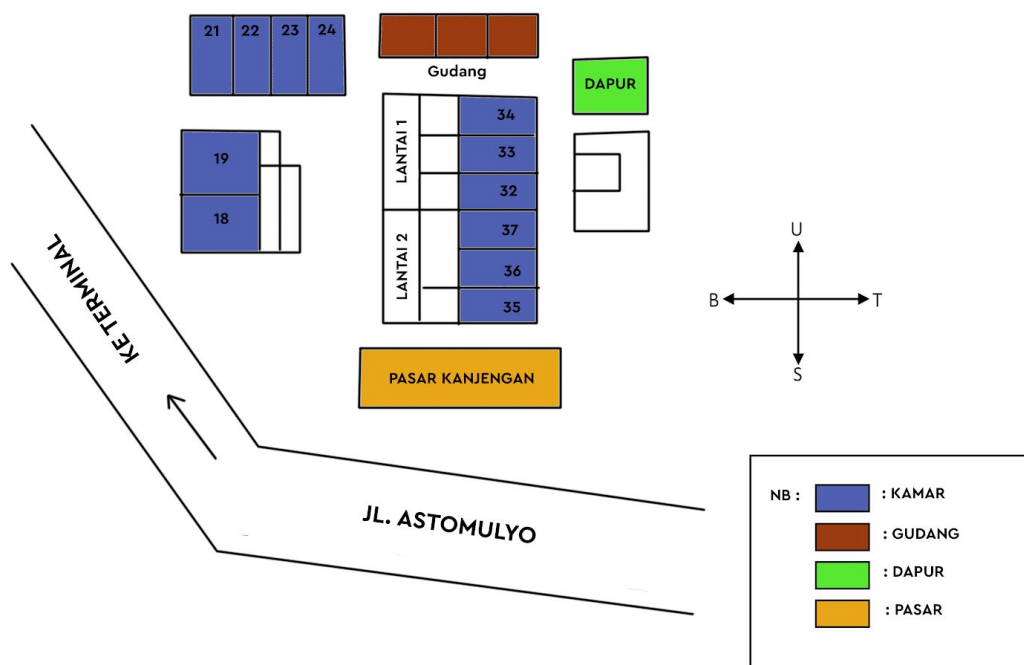 21 22 23 24
Gudang
DAPUR
LANTAI 1
34
33
32
19
18
LANTAI 2
37
36
35
PASAR KANJENGAN
KE TERMINAL
JL. ASTOMULYO
U
B T
S
NB :
: KAMAR
: GUDANG
: DAPUR
: PASAR